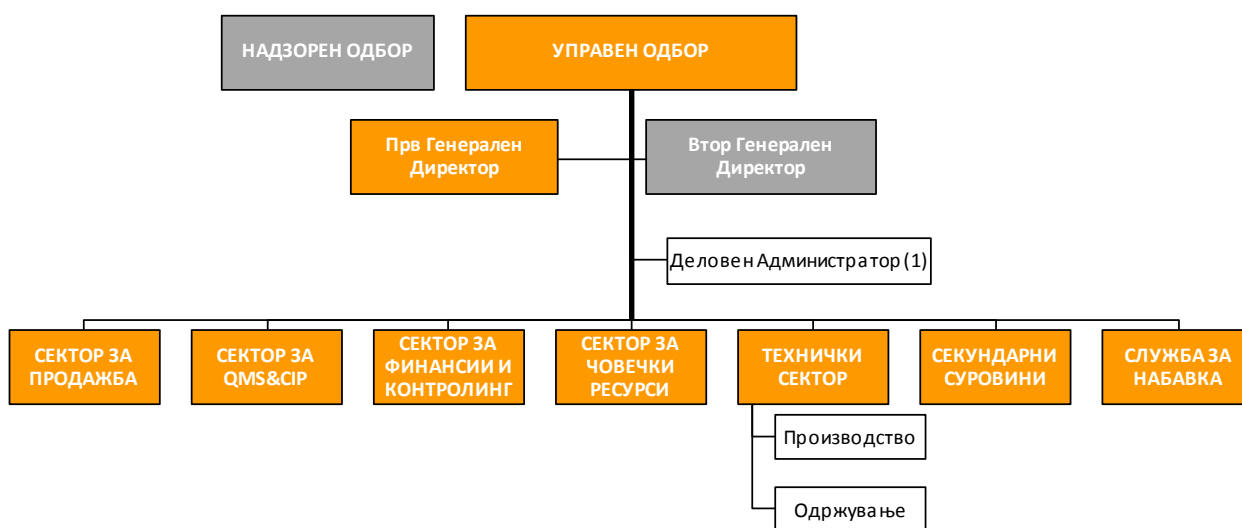 НАДЗОРЕН ОДБОР
УПРАВЕН ОДБОР
Прв Генерален
Директор
Втор Генерален
Директор
Деловен Администратор (1)
СЕКТОР ЗА
ПРОДАЖБА
СЕКТОР ЗА
QMS&CIP
СЕКТОР ЗА
ФИНАНСИИ И
КОНТРОЛИНГ
СЕКТОР ЗА
ЧОВЕЧКИ
РЕСУРСИ
ТЕХНИЧКИ
СЕКТОР
СЕКУНДАРНИ
СУРОВИНИ
СЛУЖБА ЗА
НАБАВКА
Производство
Одржување